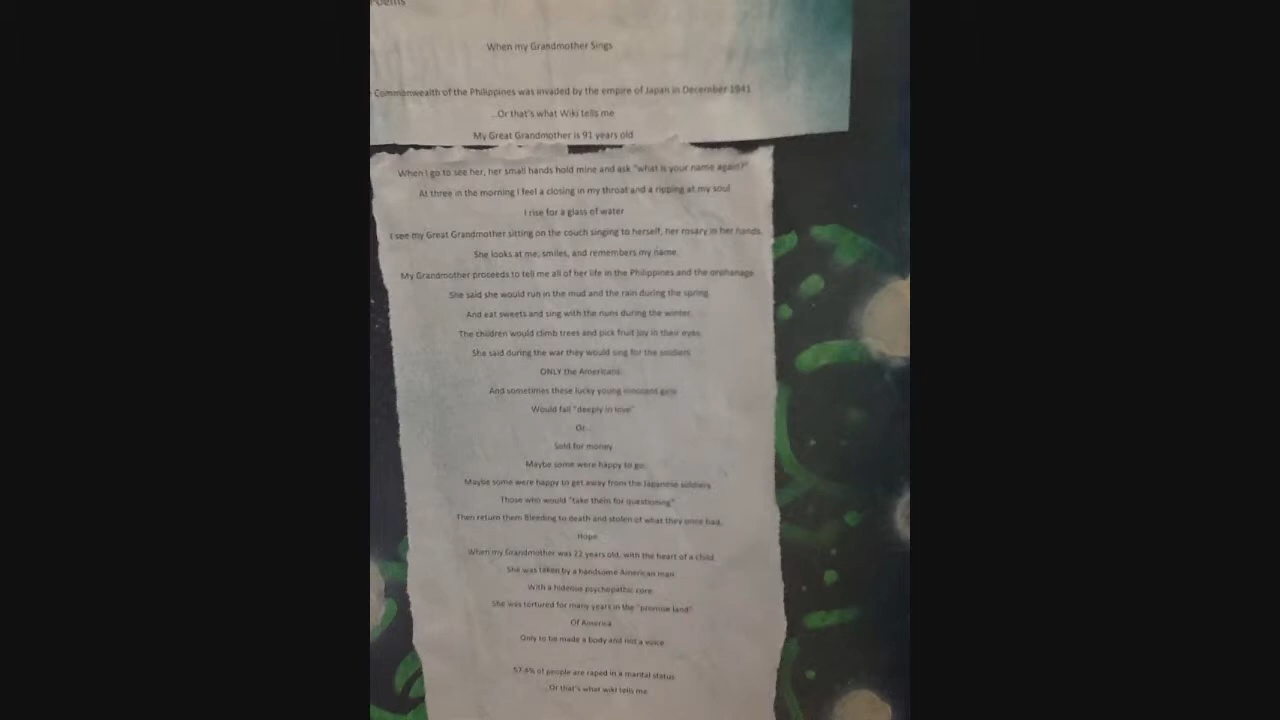 Poems
When my Grandmother Sings
Commonwealth of the Philippines was invaded by the empire of Japan in December 1941
...Or that's what Wiki tells me
My Great Grandmother is 91 years old
When I go to see her, her small hands hold mine and ask "what is your name again?"
At three in the morning I feel a closing in my throat and a ripping at my soul
I rise for a glass of water
I see my Great Grandmother sitting on the couch singing to herself, her rosary in her hands.
She looks at me, smiles, and remembers my name.
My Grandmother proceeds to tell me all of her life in the Philippines and the orphanage
She said she would run in the mud and the rain during the spring.
And eat sweets and sing with the nuns during the winter.
The children would climb trees and pick fruit joy in their eyes.
She said during the war they would sing for the soldiers
ONLY the Americans.
And sometimes these lucky young innocent girls
Would fall "deeply in love"
Or...
Sold for money
Maybe some were happy to go.
Maybe some were happy to get away from the Japanese soldiers
Those who would "take them for questioning"
Then return them Bleeding to death and stolen of what they once had.
Hope
When my Grandmother was 22 years old, with the heart of a child
She was taken by a handsome American man
With a hideous psychopathic core.
She was tortured for many years in the "promise land"
Of America
Only to be made a body and not a voice
of people are raped in a marital status
...Or that's what wiki tells me